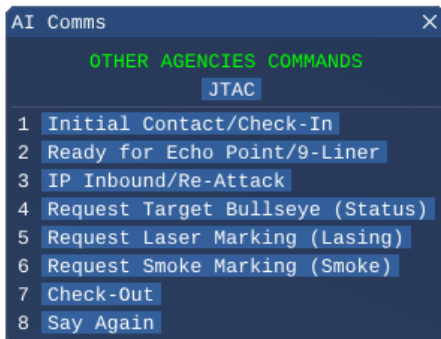 AI Comms
OTHER AGENCIES COMMANDS
JTAC
1 Initial Contact/Check-In
2 Ready for Echo Point/9-Liner
3 IP Inbound/Re-Attack
4 Request Target Bullseye (Status)
5 Request Laser Marking (Lasing)
6 Request Smoke Marking (Smoke)
7 Check-Out
8 Say Again